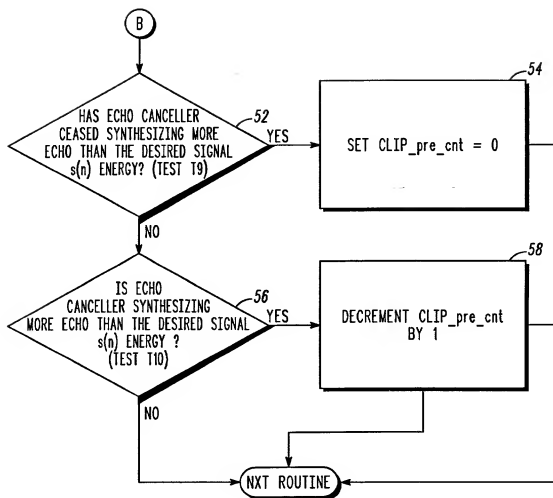 B
HAS ECHO CANCELLER
CEASED SYNTHESIZING MORE
ECHO THAN THE DESIRED SIGNAL
s(n) ENERGY? (TEST T9)
52
YES
54
SET CLIP_pre_cnt = 0
NO
IS ECHO
CANCELLER SYNTHESIZING
MORE ECHO THAN THE DESIRED SIGNAL
s(n) ENERGY ?
(TEST T10)
56
YES
58
DECREMENT CLIP_pre_cnt
BY 1
NO
NXT ROUTINE